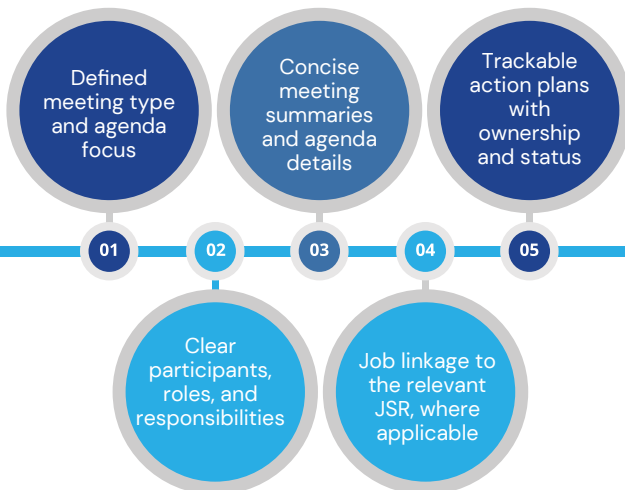 Defined
meeting type
and agenda
focus
Concise
meeting
summaries
and agenda
details
Trackable
action plans
with
ownership
and status
01
02
03
04
05
Clear
participants,
roles, and
responsibilities
Job linkage to
the relevant
JSR, where
applicable